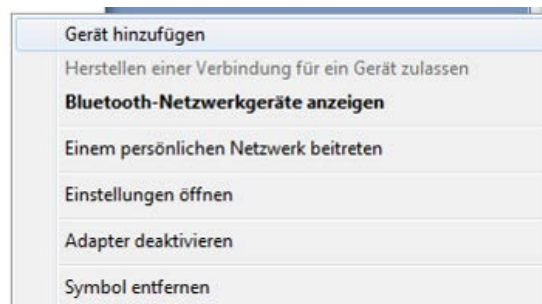 Gerät hinzufügen
Herstellen einer Verbindung für ein Gerät zulassen
Bluetooth-Netzwerkgeräte anzeigen
Einem persönlichen Netzwerk beitreten
Einstellungen öffnen
Adapter deaktivieren
Symbol entfernen